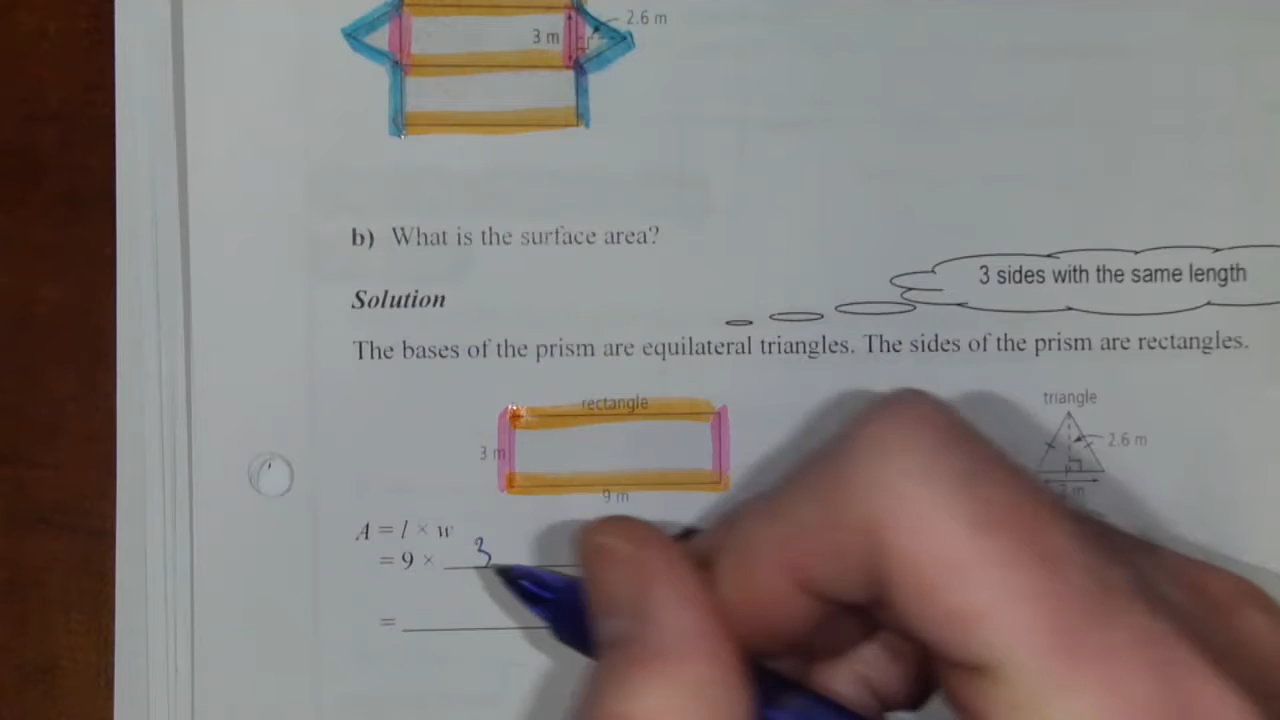 2.6 m
3 m
b) What is the surface area?
3 sides with the same length
Solution
The bases of the prism are equilateral triangles. The sides of the prism are rectangles.
rectangle
triangle
3 m
2.6 m
9 m
A = l × w
= 9 × 3
=